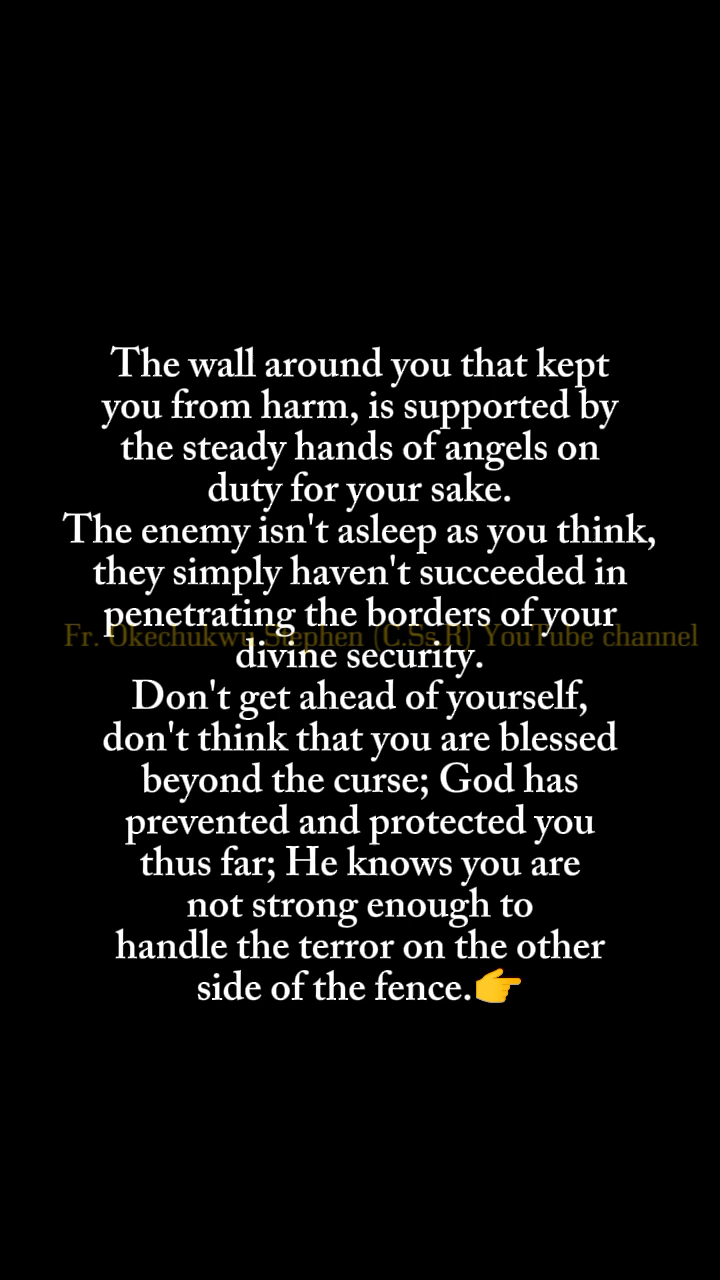 The wall around you that kept
you from harm, is supported by
the steady hands of angels on
duty for your sake.
The enemy isn't asleep as you think,
they simply haven't succeeded in
penetrating the borders of your
Fr. Okechukwu Stephen (C.Ss.R) YouTube channel
divine security.
Don't get ahead of yourself,
don't think that you are blessed
beyond the curse; God has
prevented and protected you
thus far; He knows you are
not strong enough to
handle the terror on the other
side of the fence.👉